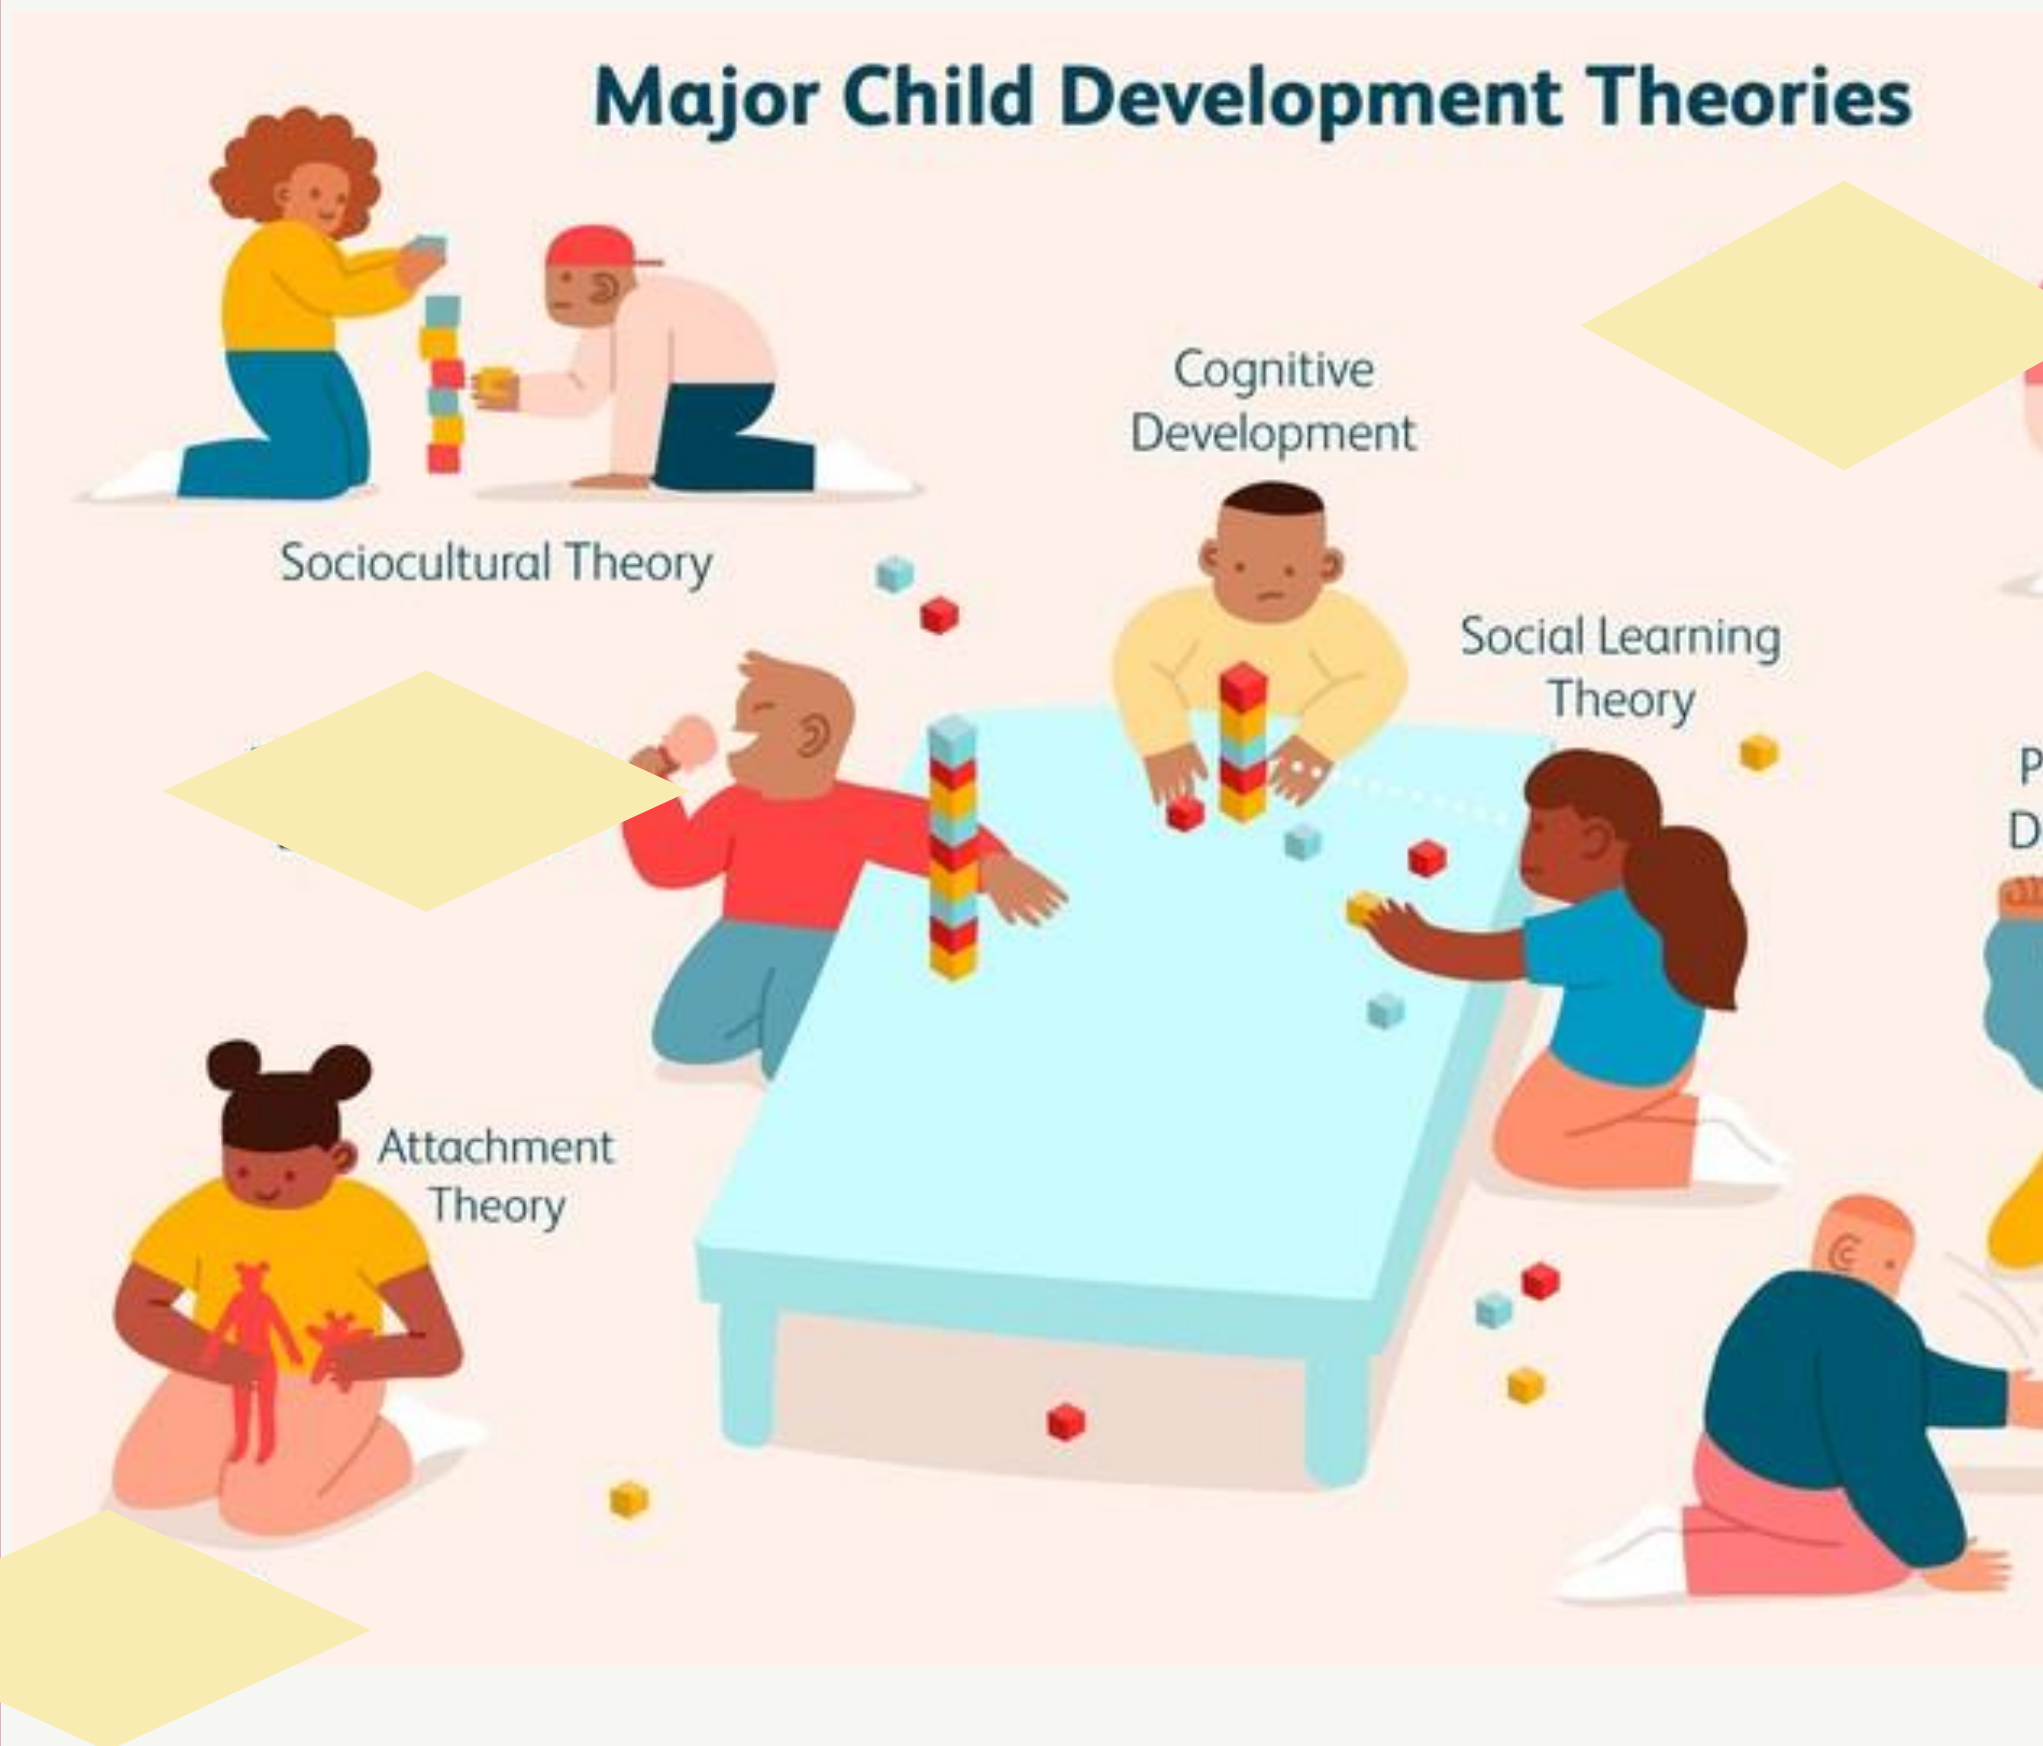 Major Child Development Theories
Cognitive
Development
Sociocultural Theory
Social Learning
Theory
Attachment
Theory